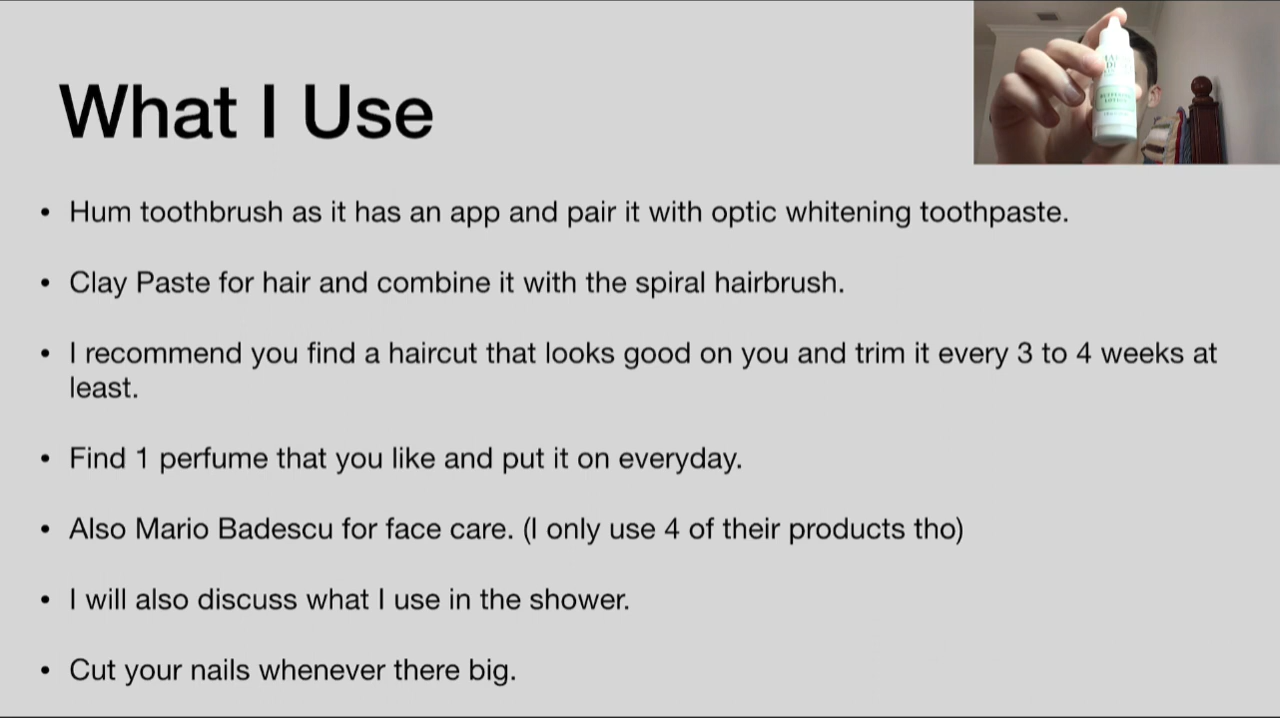 What I Use
• Hum toothbrush as it has an app and pair it with optic whitening toothpaste.
• Clay Paste for hair and combine it with the spiral hairbrush.
• I recommend you find a haircut that looks good on you and trim it every 3 to 4 weeks at
least.
• Find 1 perfume that you like and put it on everyday.
• Also Mario Badescu for face care. (I only use 4 of their products tho)
• I will also discuss what I use in the shower.
• Cut your nails whenever there big.